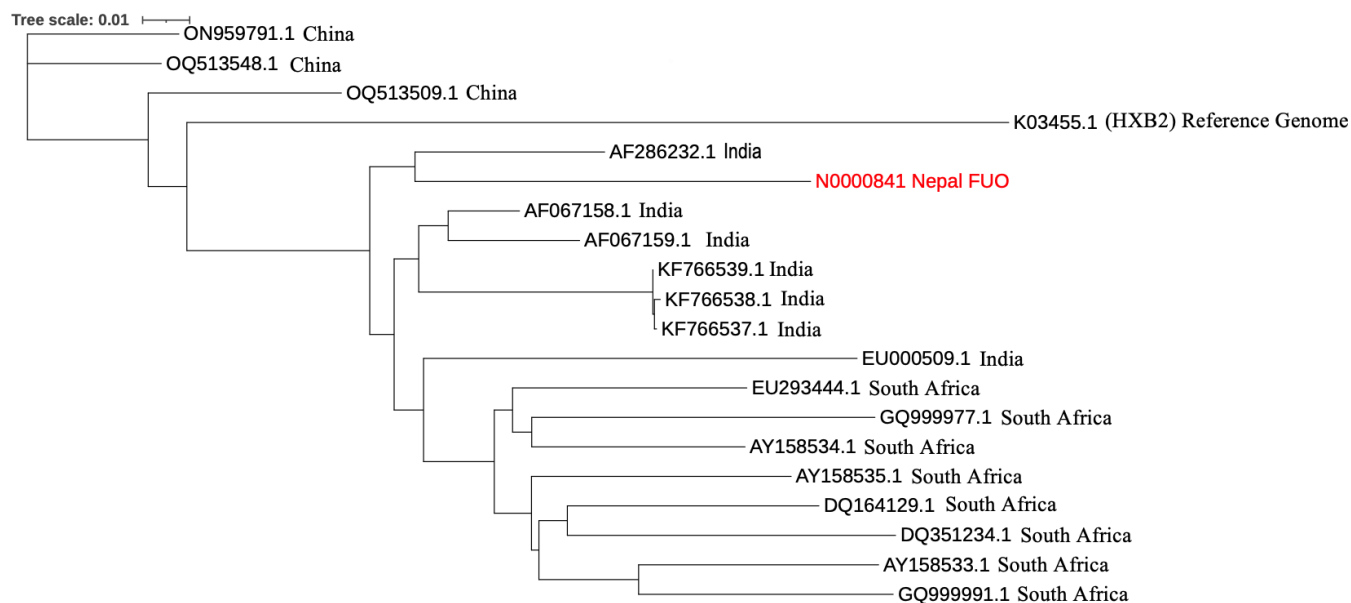 Tree scale: 0.01
ON959791.1 China
OQ513548.1 China
OQ513509.1 China
K03455.1 (HXB2) Reference Genome
AF286232.1 India
N0000841 Nepal FUO
AF067158.1 India
AF067159.1 India
KF766539.1 India
KF766538.1 India
KF766537.1 India
EU000509.1 India
EU293444.1 South Africa
GQ999977.1 South Africa
AY158534.1 South Africa
AY158535.1 South Africa
DQ164129.1 South Africa
DQ351234.1 South Africa
AY158533.1 South Africa
GQ999991.1 South Africa